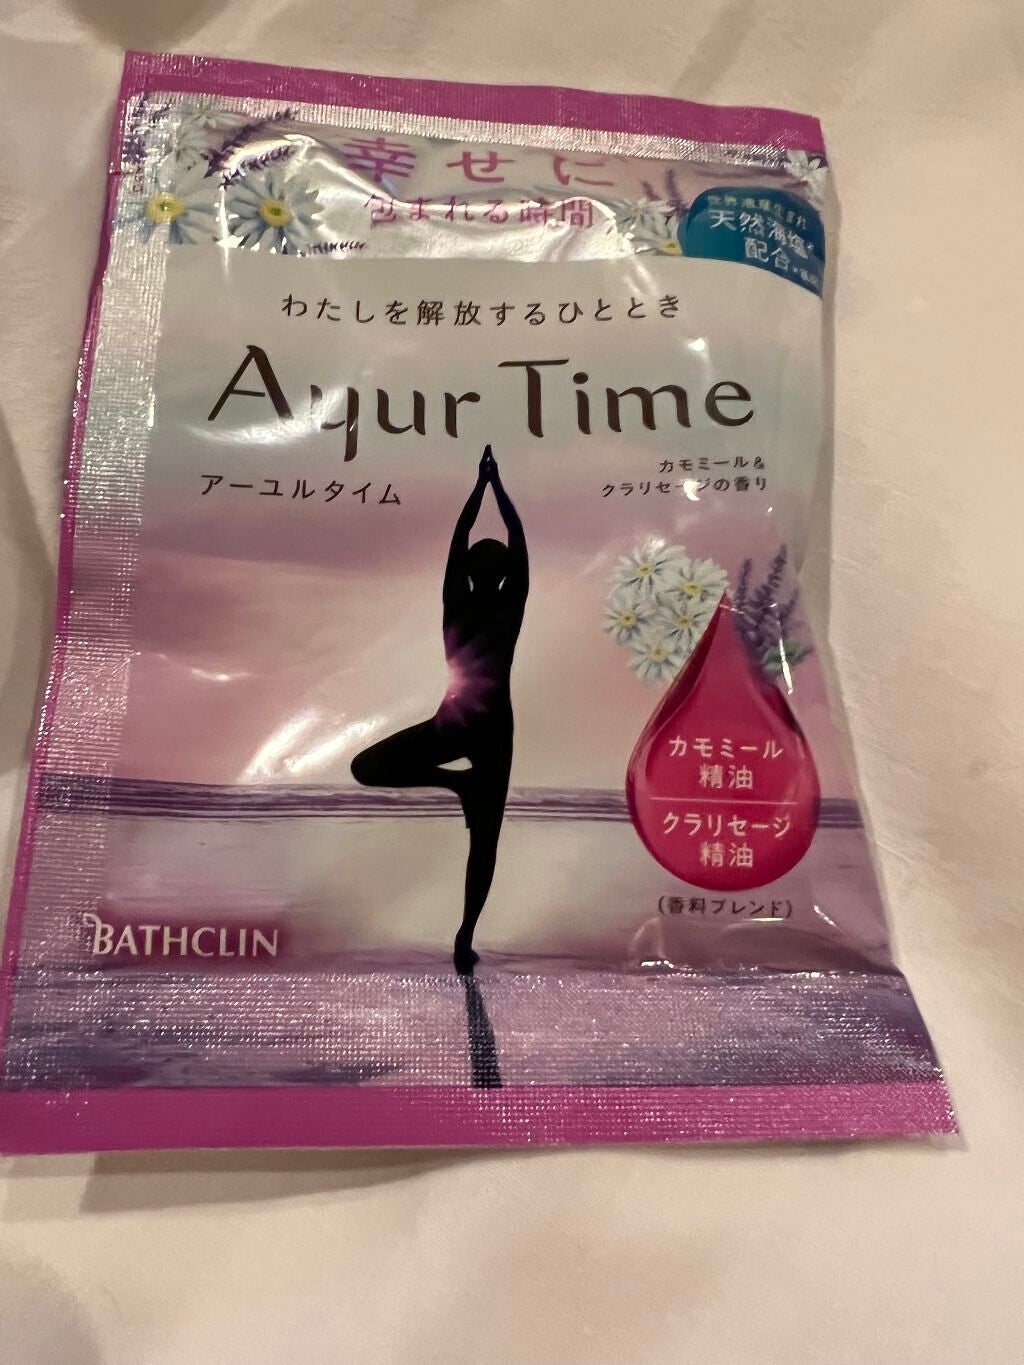 幸せに
包まれる時間
天然海塩*
配合
わたしを解放するひととき
Ayur Time
アーユルタイム
カモミール&
クラリセージの香り
カモミール
精油
クラリセージ
精油
(香料ブレンド)
BATHCLIN